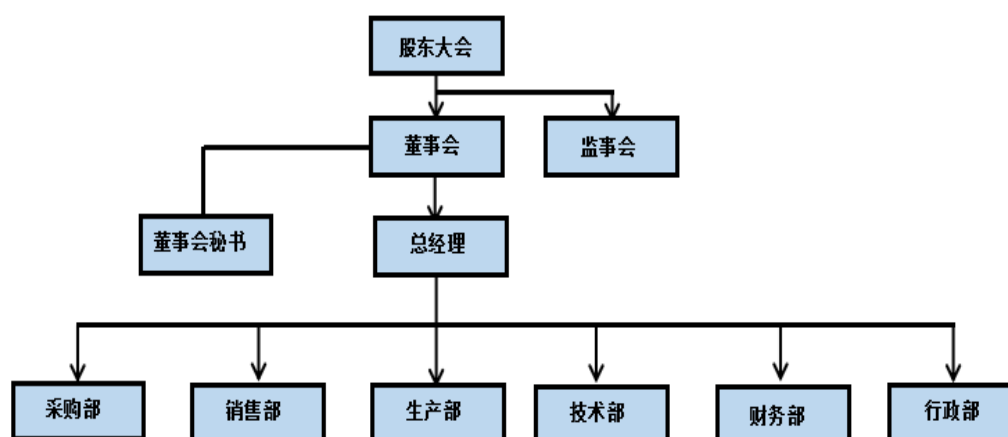 股东大会
董事会
监事会
董事会秘书
总经理
采购部
销售部
生产部
技术部
财务部
行政部